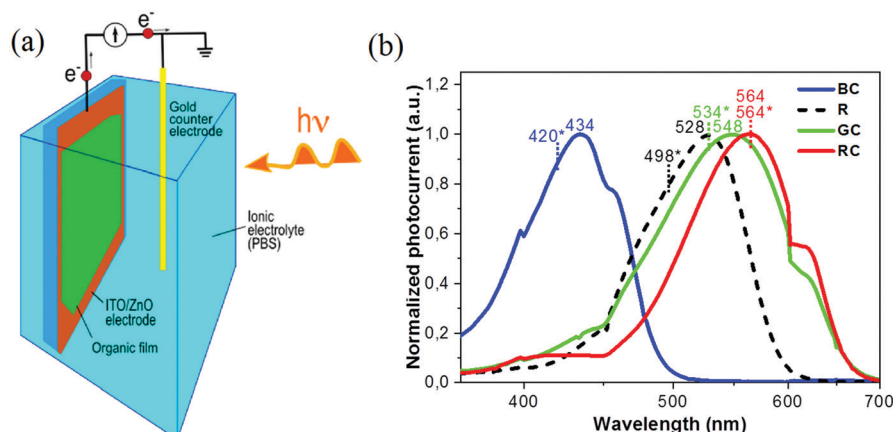 (a)
e-
e-
Gold
counter
electrode
hν
Ionic
electrolyte
(PBS)
ITO/ZnO
electrode
Organic film
(b)
Normalized photocurrent (a.u.)
1.2
1.0
0,8
0,6
0,4
0,2
0.0
400
500
600
700
Wavelength (nm)
420* 434
498*
528
534*
548
564
564*
BC
R
GC
RC